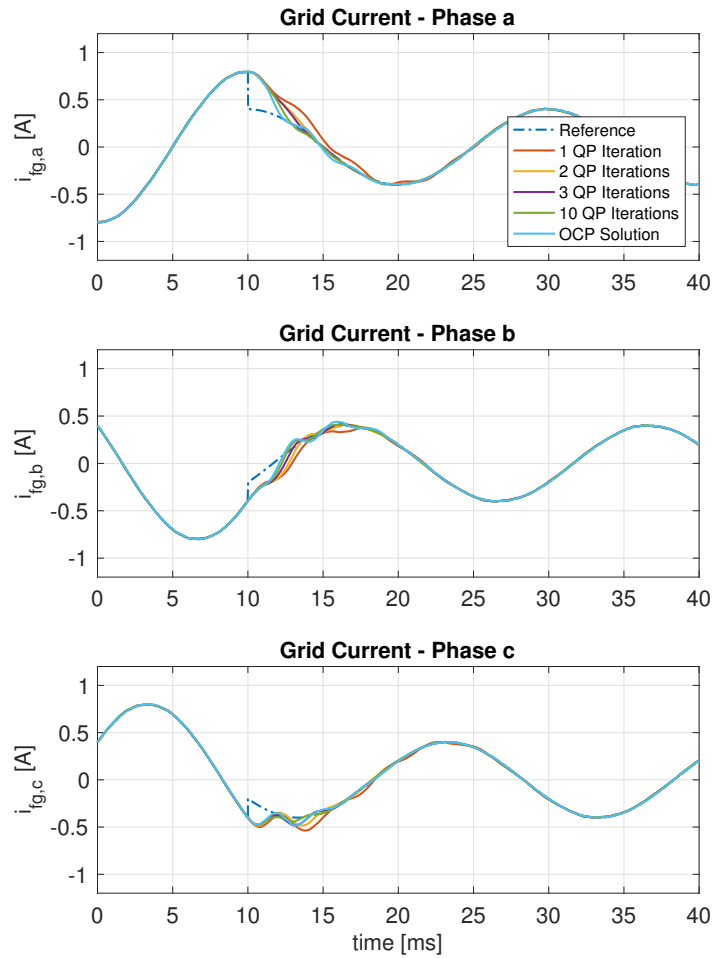 Grid Current - Phase a
1
0.5
0
-0.5
-1
i_fg,a [A]
Reference
1 QP Iteration
2 QP Iterations
3 QP Iterations
10 QP Iterations
OCP Solution
0 5 10 15 20 25 30 35 40
Grid Current - Phase b
1
0.5
0
-0.5
-1
i_fg,b [A]
0 5 10 15 20 25 30 35 40
Grid Current - Phase c
1
0.5
0
-0.5
-1
i_fg,c [A]
0 5 10 15 20 25 30 35 40
time [ms]